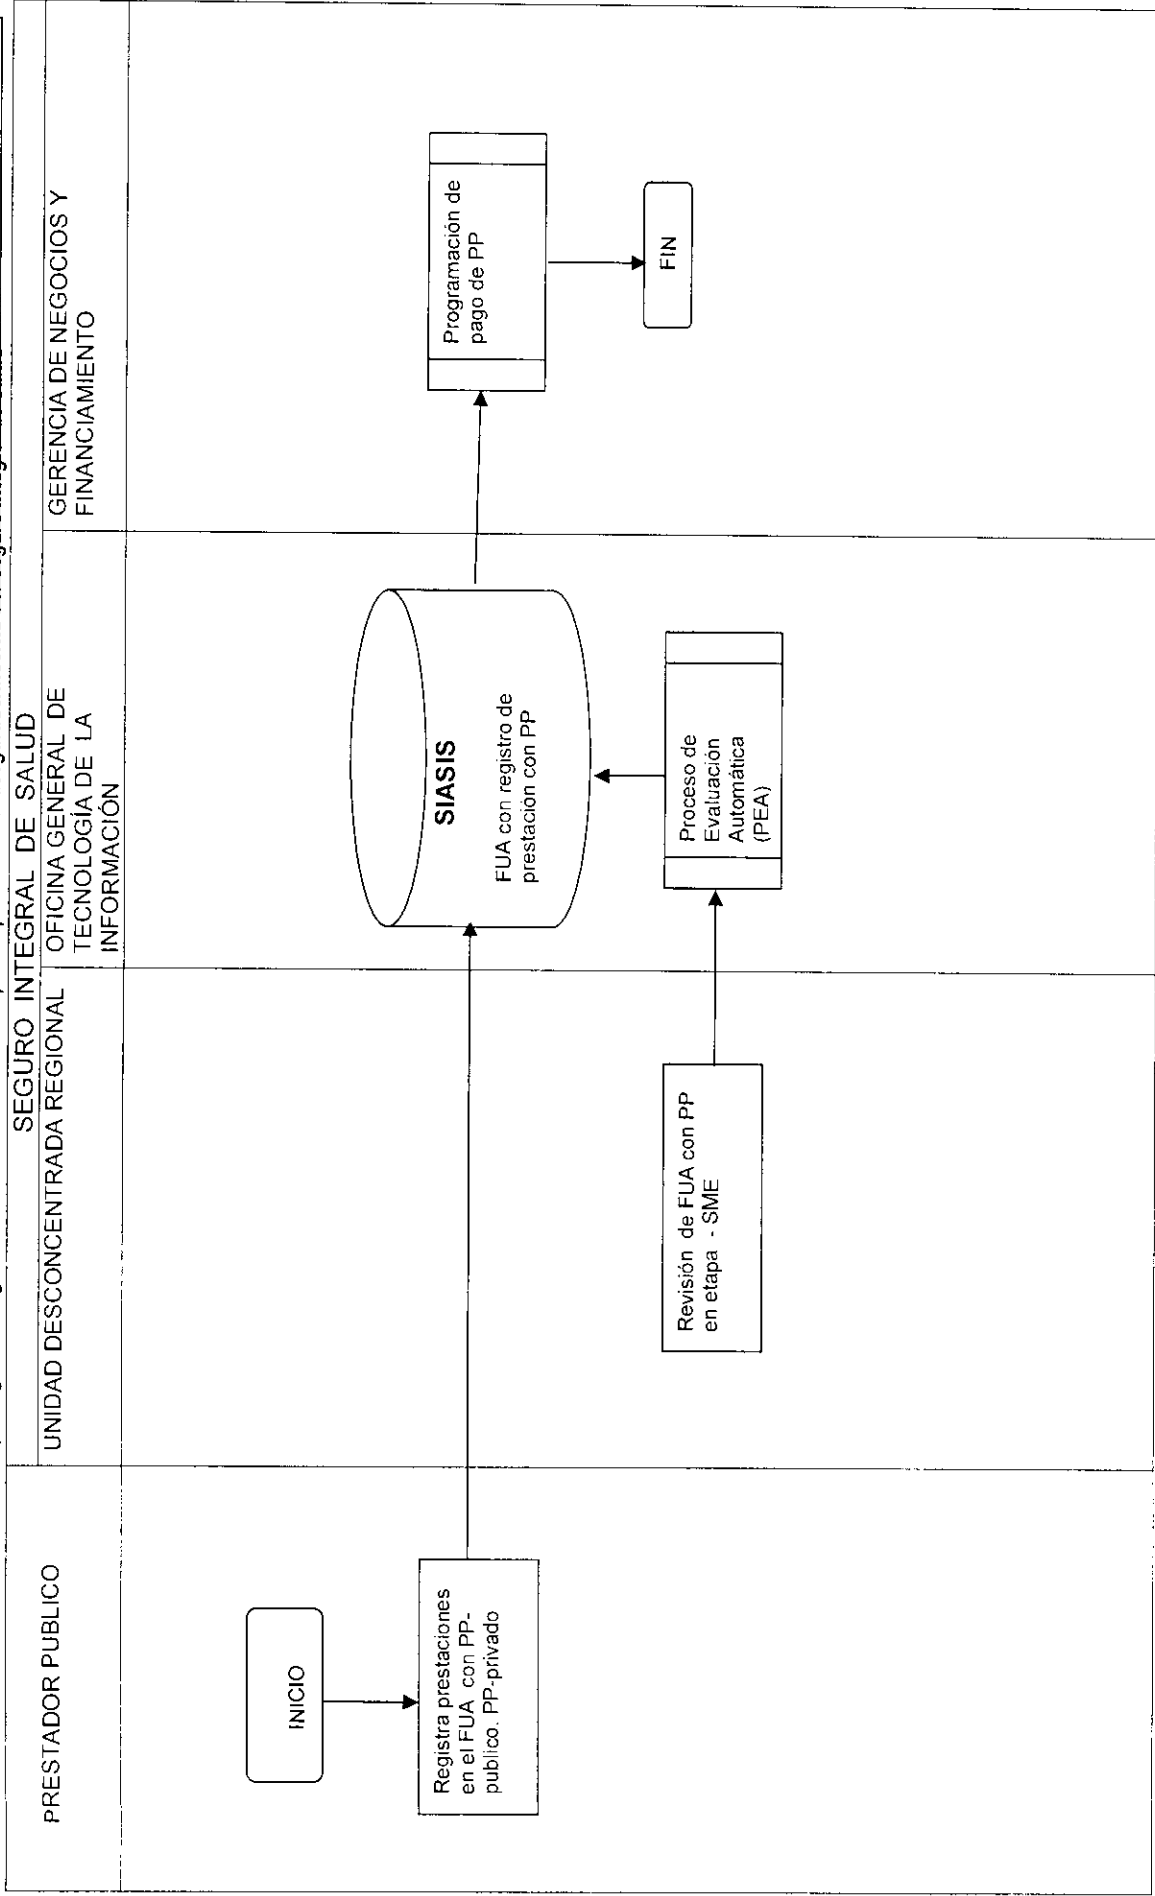 SEGURO INTEGRAL DE SALUD
PRESTADOR PUBLICO
UNIDAD DESCONCENTRADA REGIONAL
OFICINA GENERAL DE
TECNOLOGÍA DE LA
INFORMACIÓN
GERENCIA DE NEGOCIOS Y
FINANCIAMIENTO
INICIO
Registra prestaciones
en el FUA con PP-
publico. PP-privado
SIASIS
FUA con registro de
prestación con PP
Programación de
pago de PP
FIN
Revisión de FUA con PP
en etapa - SME
Proceso de
Evaluación
Automática
(PEA)